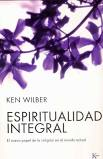 KEN WILBER
ESPIRITUALIDAD
INTEGRAL
El nuevo papel de la religión en el mundo actual